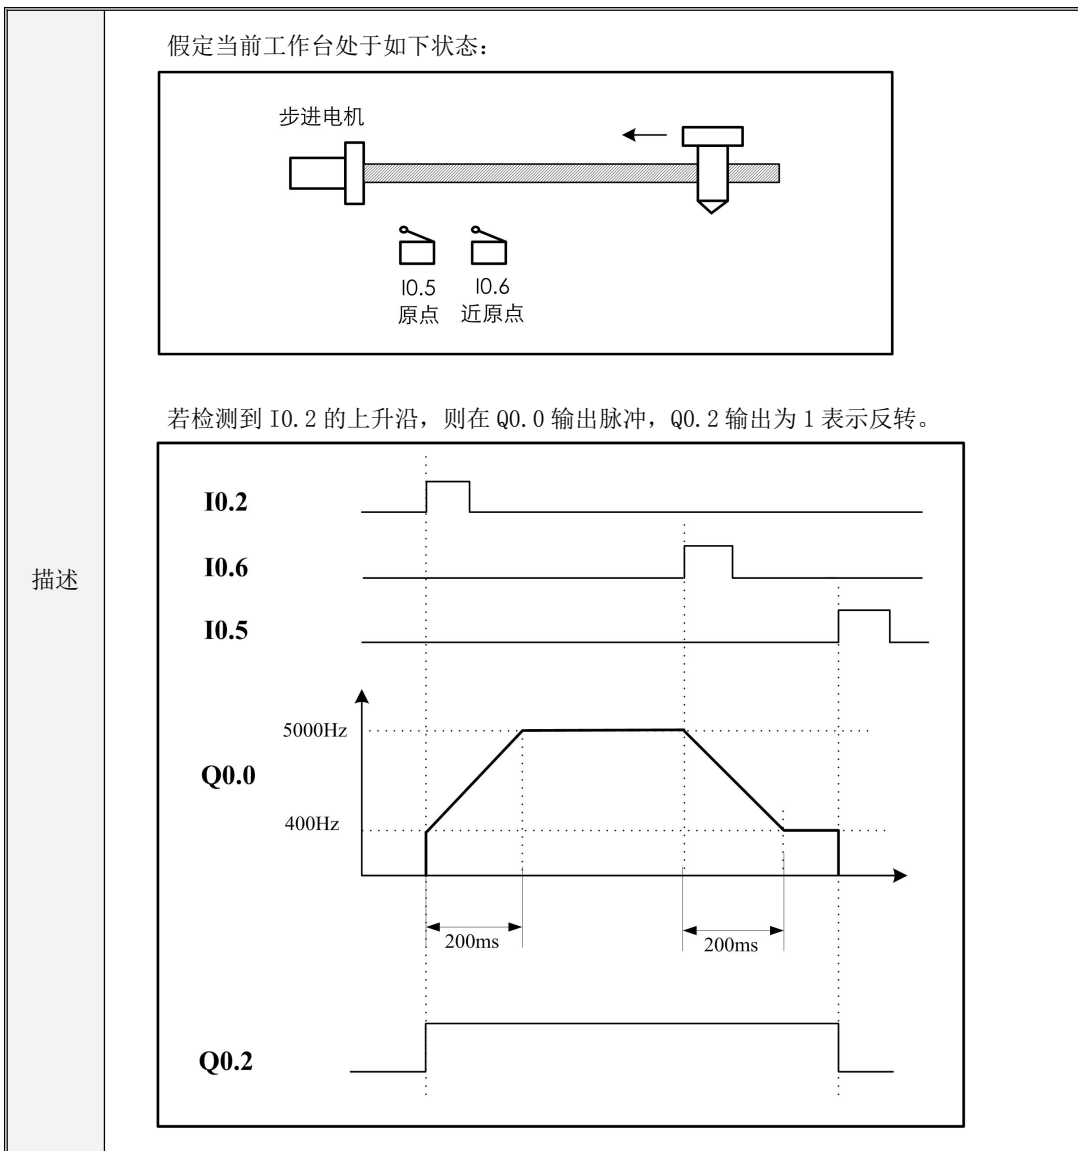 假定当前工作台处于如下状态：
步进电机
I0.5
I0.6
原点
近原点
若检测到 I0.2 的上升沿，则在 Q0.0 输出脉冲，Q0.2 输出为 1 表示反转。
I0.2
I0.6
描述
I0.5
5000Hz
Q0.0
400Hz
200ms
200ms
Q0.2